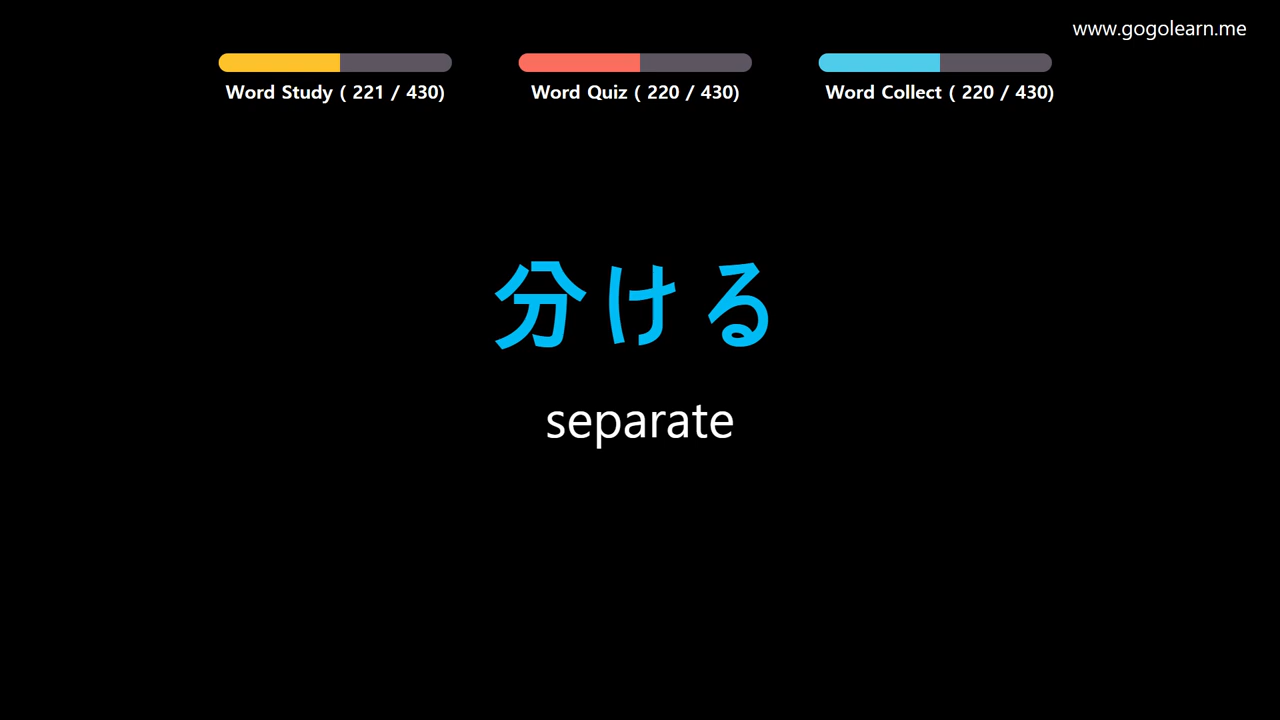 www.gogolearn.me
Word Study ( 221 / 430)
Word Quiz ( 220 / 430)
Word Collect ( 220 / 430)
分ける
separate